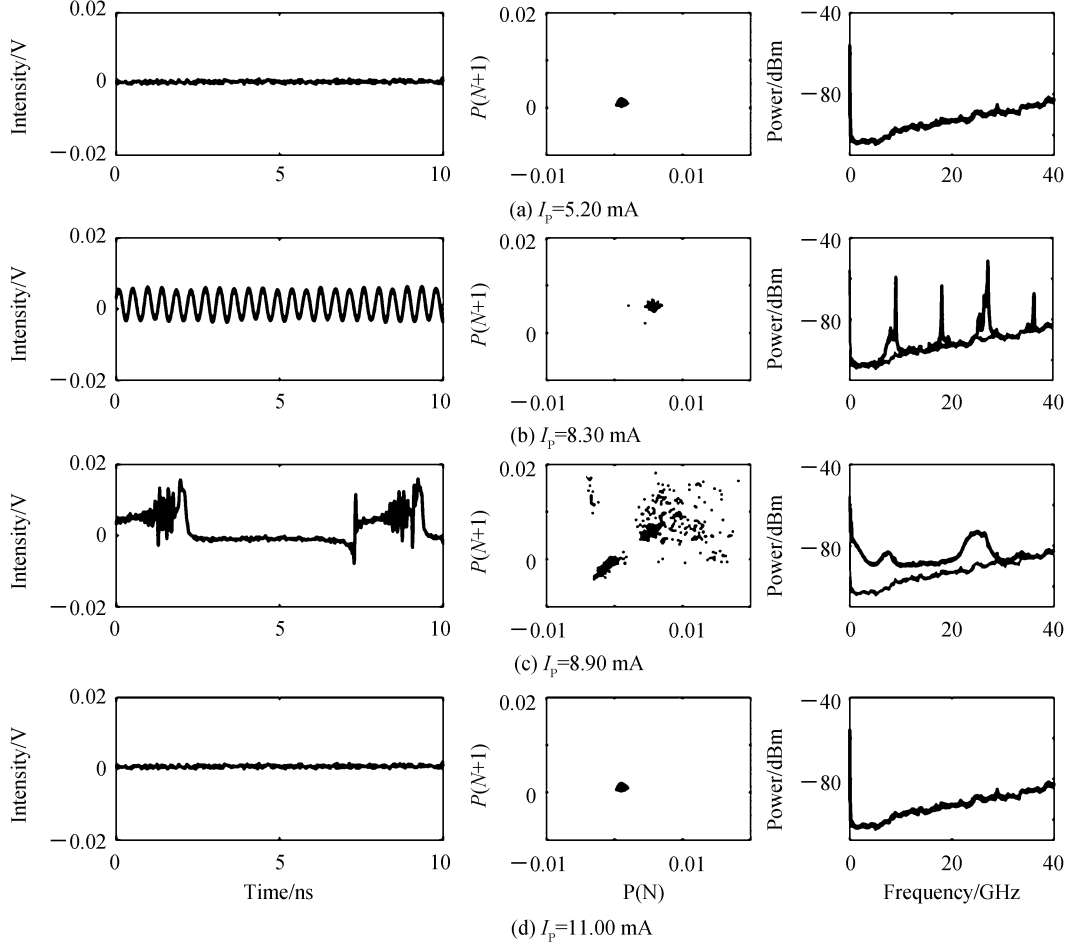 0.02 0.02 −40
Intensity/V P(N+1) Power/dBm
0 0 −80
−0.02
0 5 10 −0.01 0.01 0 20 40
(a) IP=5.20 mA
0.02 0.02 −40
Intensity/V P(N+1) Power/dBm
0 0 −80
−0.02
0 5 10 −0.01 0.01 0 20 40
(b) IP=8.30 mA
0.02 0.02 −40
Intensity/V P(N+1) Power/dBm
0 0 −80
−0.02
0 5 10 −0.01 0.01 0 20 40
(c) IP=8.90 mA
0.02 0.02 −40
Intensity/V P(N+1) Power/dBm
0 0 −80
−0.02
0 5 10 −0.01 0.01 0 20 40
Time/ns P(N) Frequency/GHz
(d) IP=11.00 mA